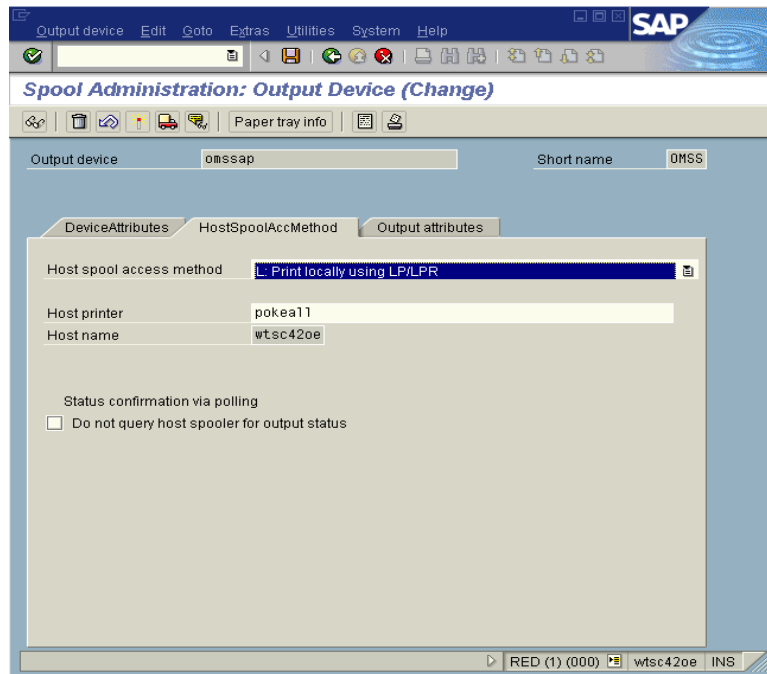 Output device Edit Goto Extras Utilities System Help
SAP
Spool Administration: Output Device (Change)
Paper tray info
Output device omssap Short name OMSS
DeviceAttributes HostSpoolAccMethod Output attributes
Host spool access method L: Print locally using LP/LPR
Host printer pokeall
Host name wtsc42oe
Status confirmation via polling
Do not query host spooler for output status
RED (1) (000) wtsc42oe INS